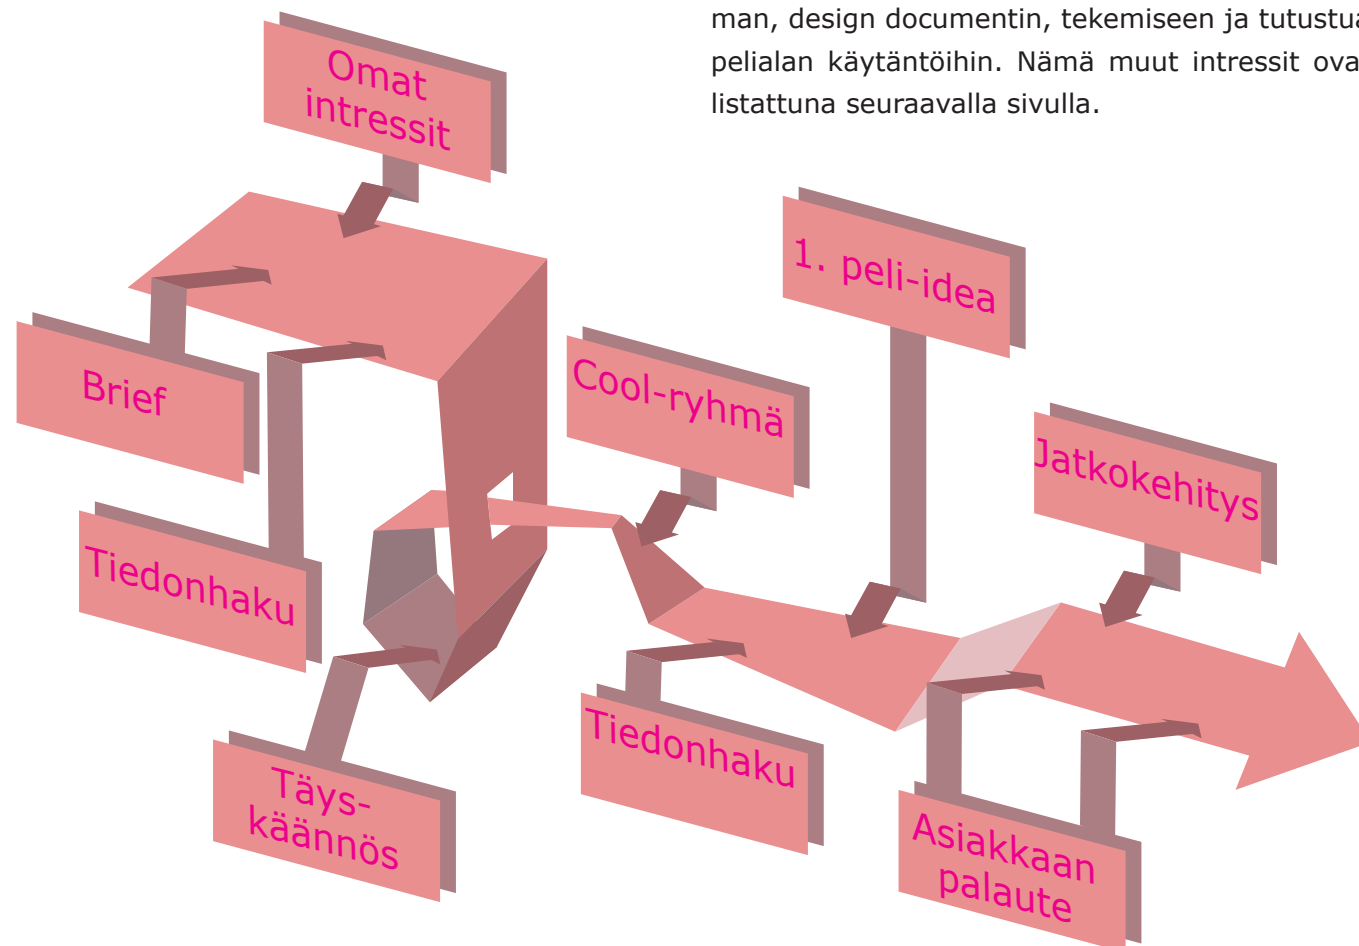 man, design documentin, tekemiseen ja tutustua
pelialan käytäntöihin. Nämä muut intressit ova
listattuna seuraavalla sivulla.
Omat
intressit
1. peli-idea
Brief
Cool-ryhmä
Jatkokehitys
Tiedonhaku
Tiedonhaku
Täys-
käännös
Asiakkaan
palaute